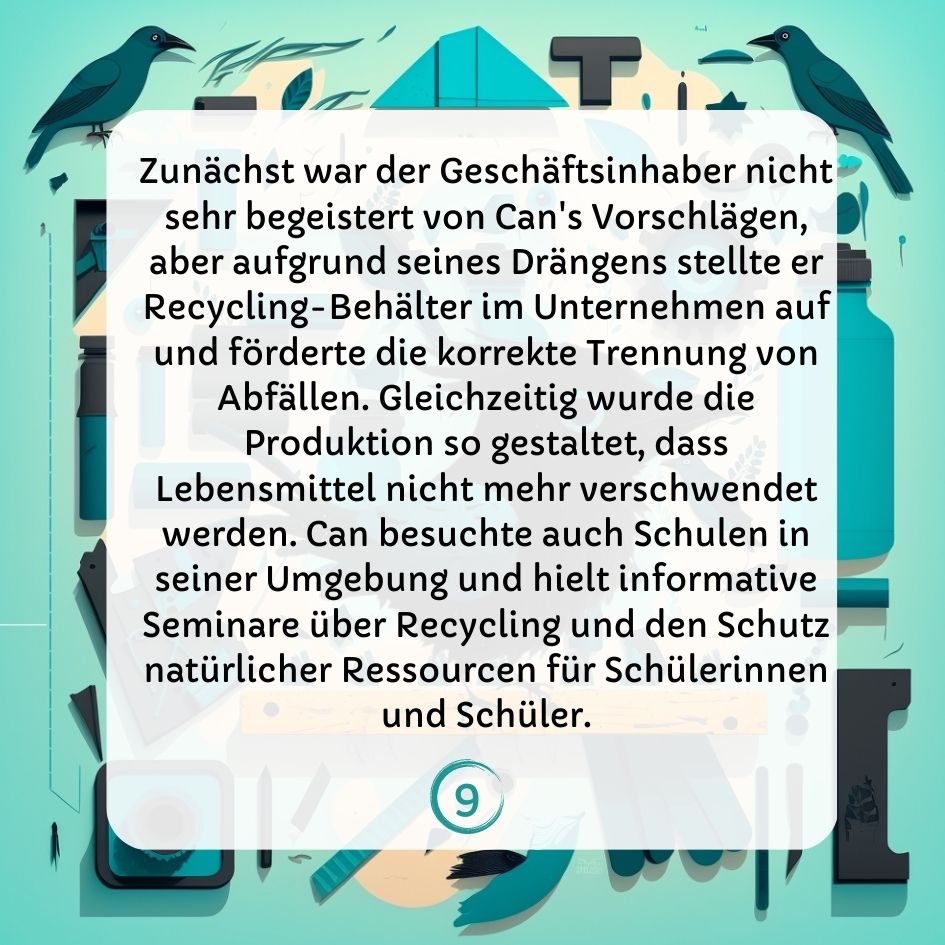 Zunächst war der Geschäftsinhaber nicht
sehr begeistert von Can's Vorschlägen,
aber aufgrund seines Drängens stellte er
Recycling-Behälter im Unternehmen auf
und förderte die korrekte Trennung von
Abfällen. Gleichzeitig wurde die
Produktion so gestaltet, dass
Lebensmittel nicht mehr verschwendet
werden. Can besuchte auch Schulen in
seiner Umgebung und hielt informative
Seminare über Recycling und den Schutz
natürlicher Ressourcen für Schülerinnen
und Schüler.
9